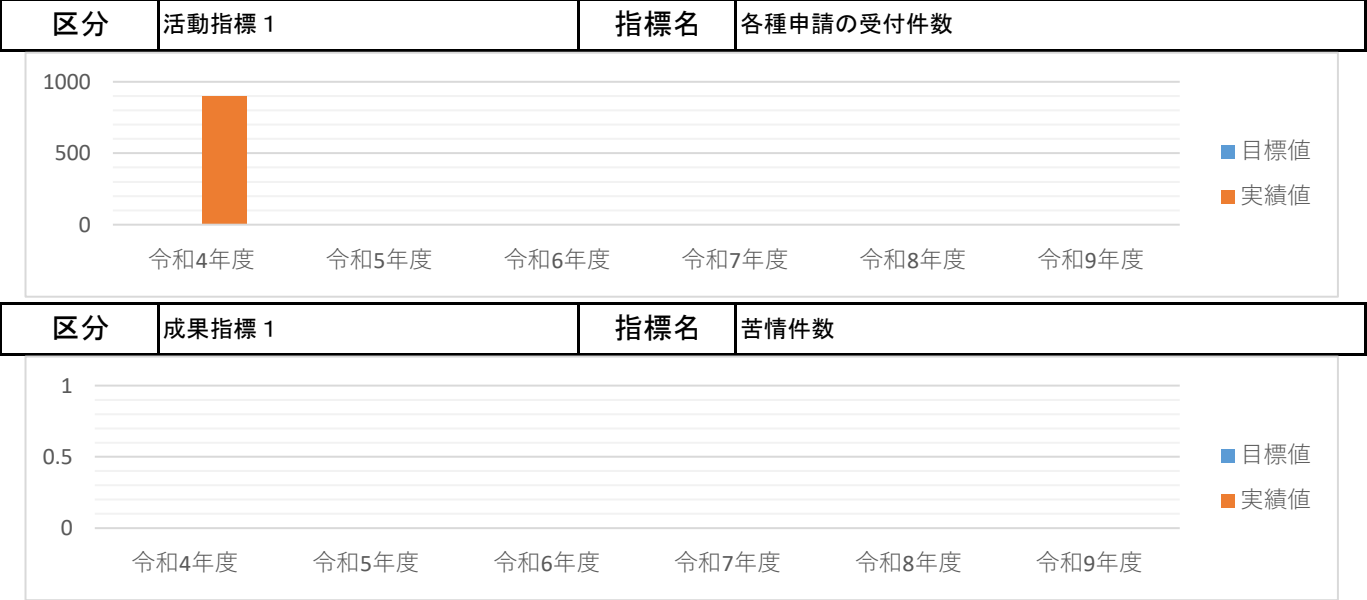 区分 活動指標１ 指標名 各種申請の受付件数
1000
500
0
令和4年度 令和5年度 令和6年度 令和7年度 令和8年度 令和9年度
目標値
実績値
区分 成果指標１ 指標名 苦情件数
1
0.5
0
令和4年度 令和5年度 令和6年度 令和7年度 令和8年度 令和9年度
目標値
実績値